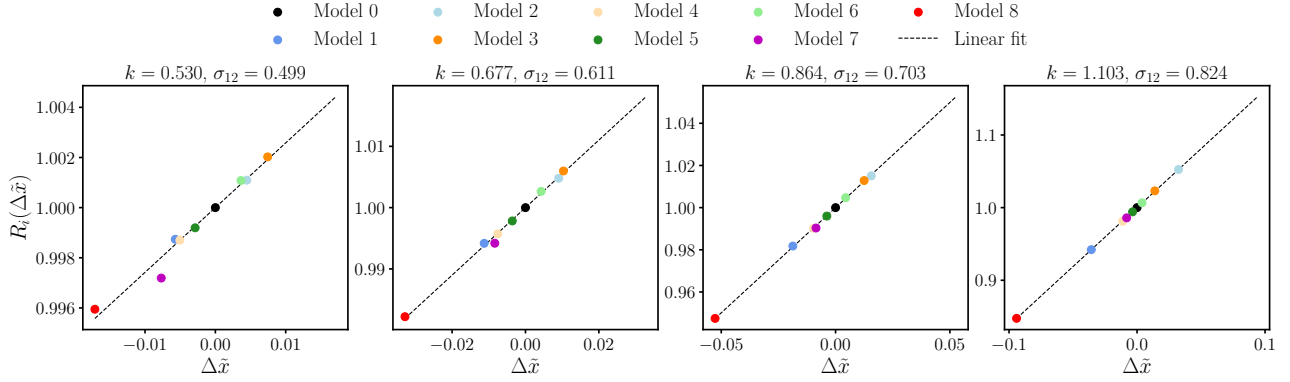 Model 0 Model 2 Model 4 Model 6 Model 8
Model 1 Model 3 Model 5 Model 7 Linear fit
k = 0.530, σ₁₂ = 0.499 k = 0.677, σ₁₂ = 0.611 k = 0.864, σ₁₂ = 0.703 k = 1.103, σ₁₂ = 0.824
R_i(Δx̃)
1.004
1.002
1.000
0.998
0.996
−0.01 0.00 0.01
Δx̃
1.01
1.00
0.99
−0.02 0.00 0.02
Δx̃
1.04
1.02
1.00
0.98
0.96
−0.05 0.00 0.05
Δx̃
1.1
1.0
0.9
−0.1 0.0 0.1
Δx̃